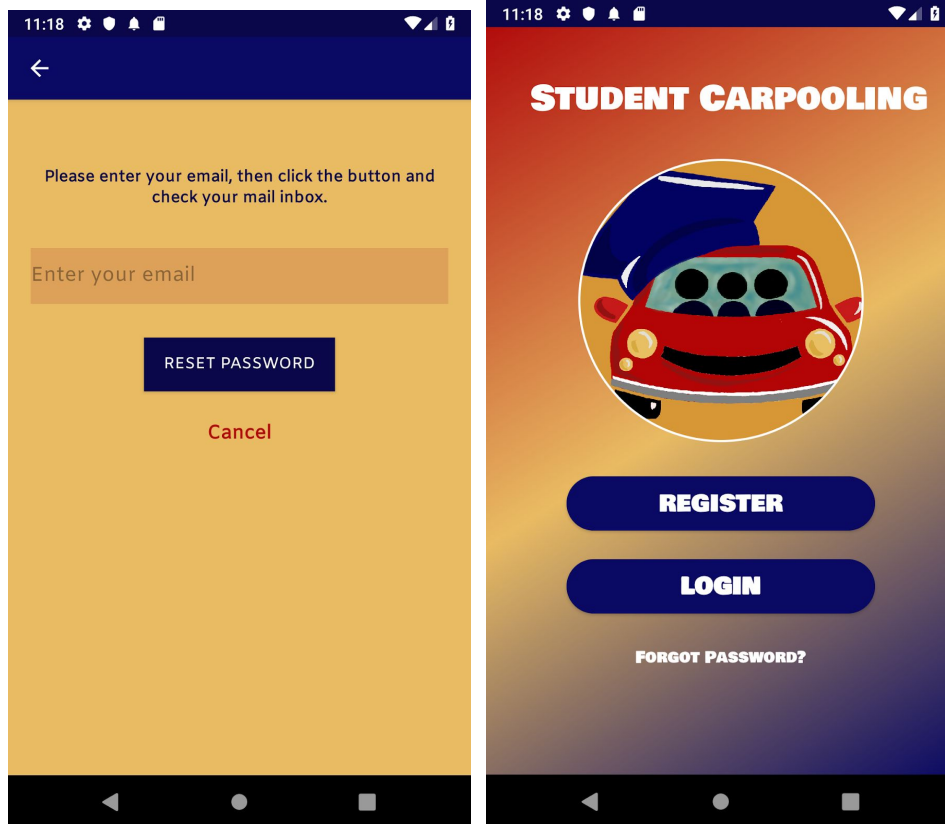 11:18
Please enter your email, then click the button and
check your mail inbox.
Enter your email
RESET PASSWORD
Cancel
11:18
STUDENT CARPOOLING
REGISTER
LOGIN
FORGOT PASSWORD?